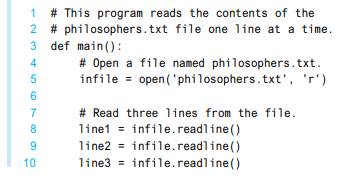 1 # This program reads the contents of the
2 # philosophers.txt file one line at a time.
3 def main():
4     # Open a file named philosophers.txt.
5     infile = open('philosophers.txt', 'r')
6
7     # Read three lines from the file.
8     line1 = infile.readline()
9     line2 = infile.readline()
10     line3 = infile.readline()